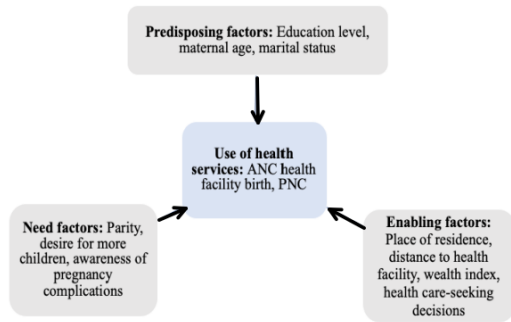 Predisposing factors: Education level,
maternal age, marital status
Use of health
services: ANC health
facility birth, PNC
Need factors: Parity,
desire for more
children, awareness of
pregnancy
complications
Enabling factors:
Place of residence,
distance to health
facility, wealth index,
health care-seeking
decisions